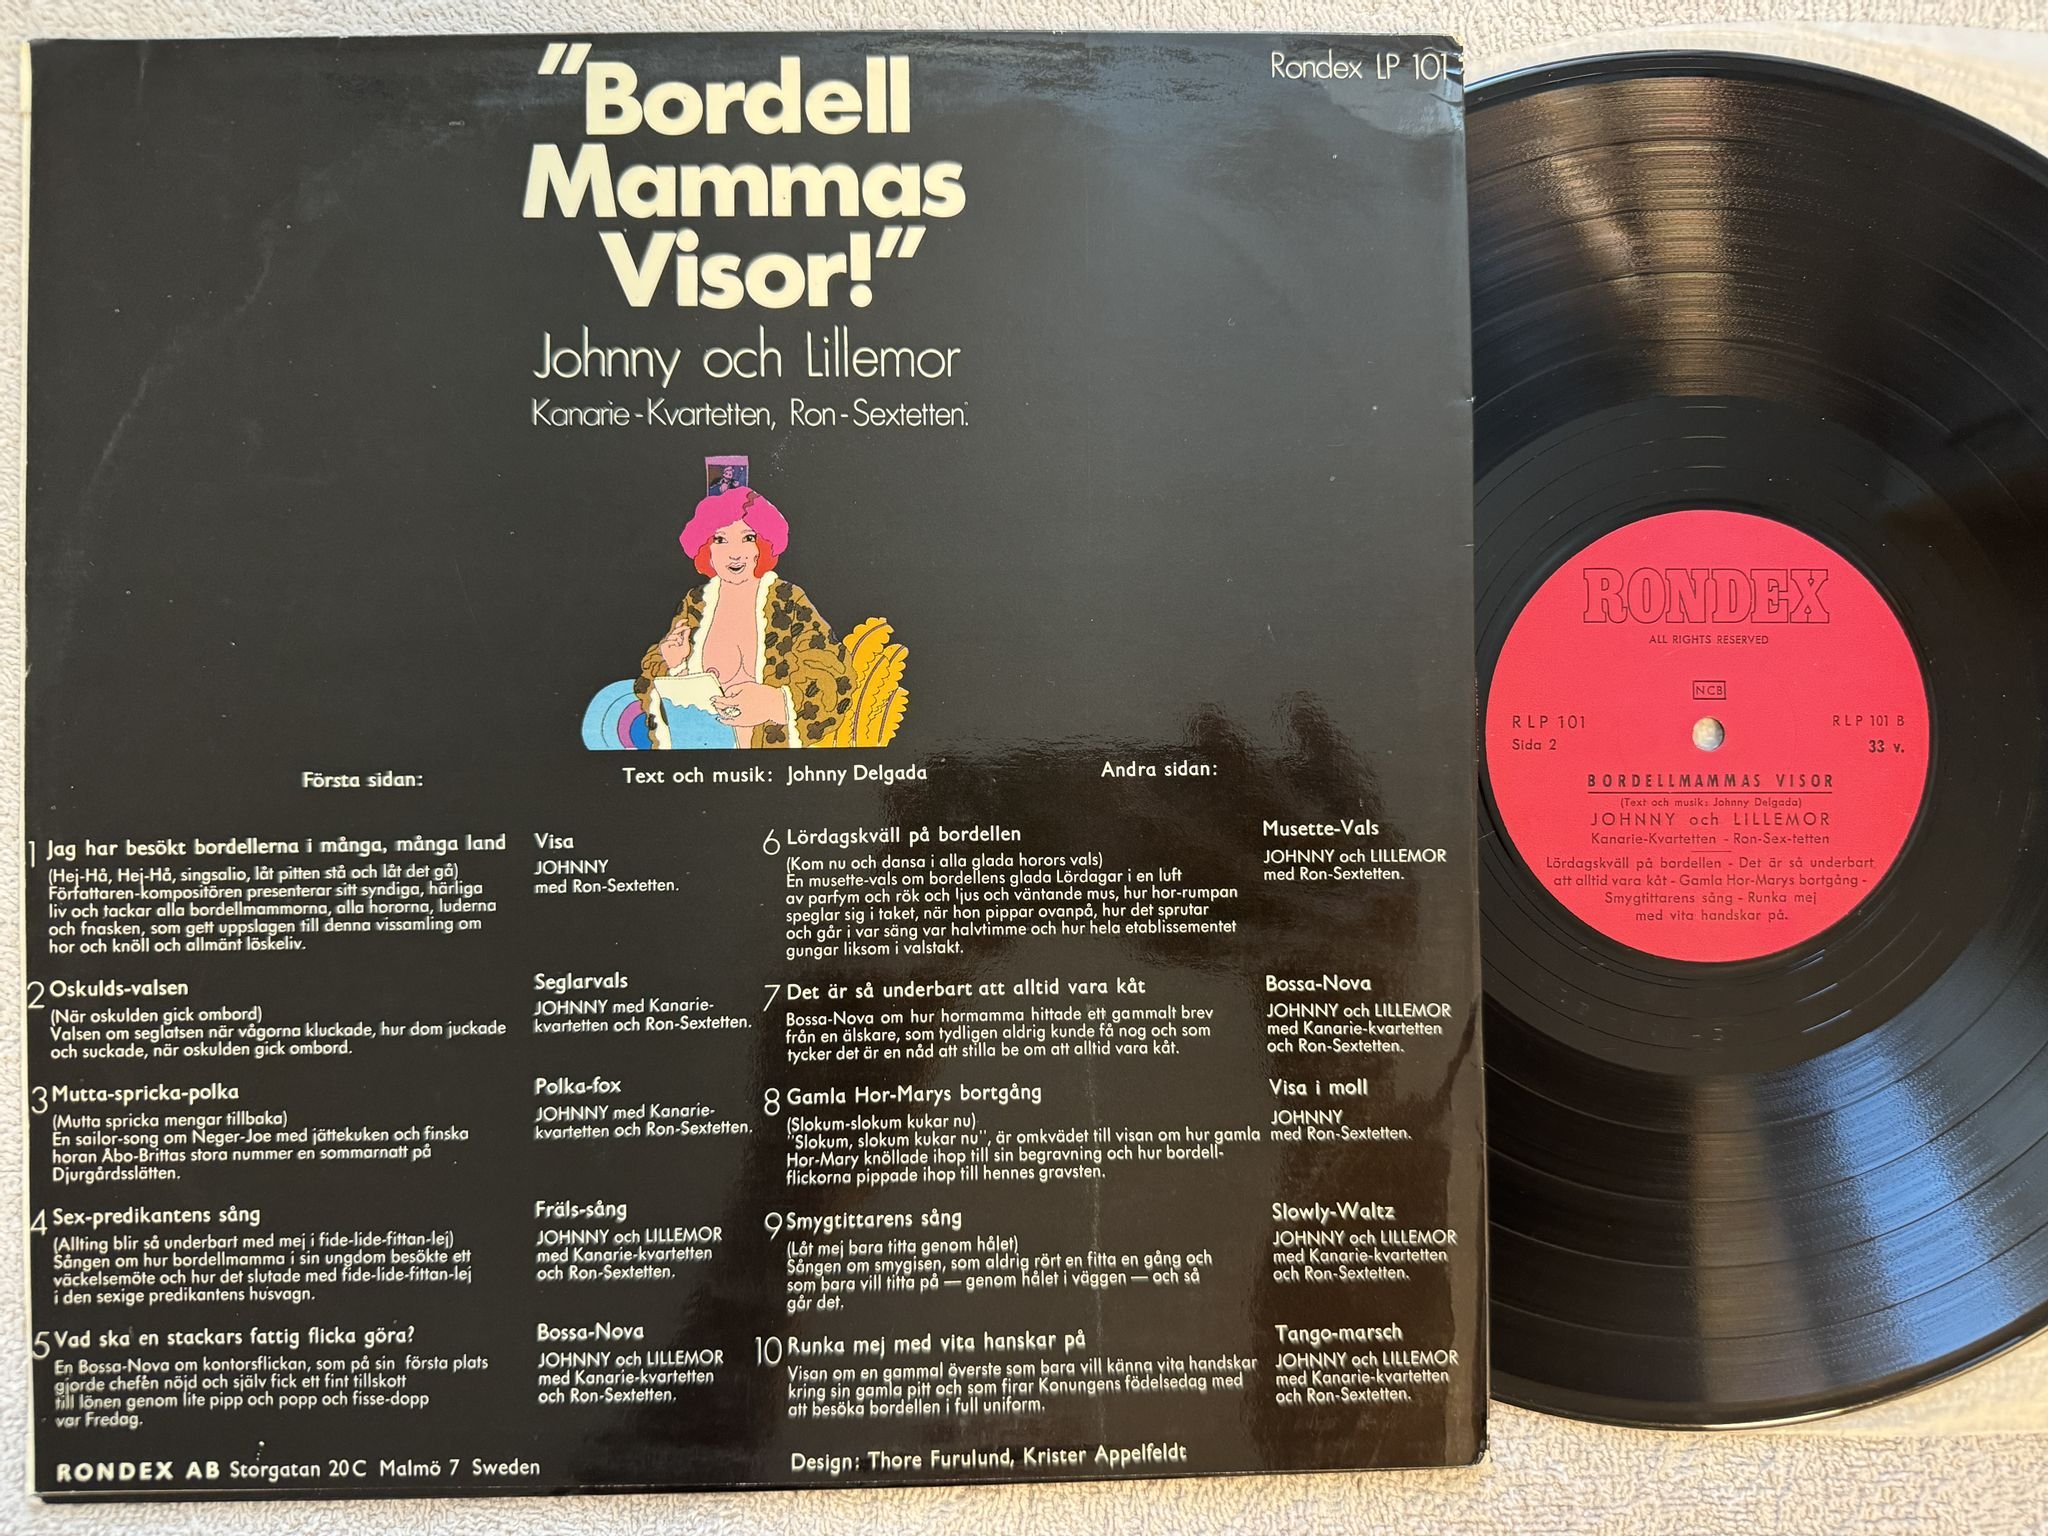 "Bordell
Mammas
Visor!"
Johnny och Lillemor
Kanarie-Kvartetten, Ron-Sextetten.
Rondex LP 101
Första sidan:
Text och musik: Johnny Delgada
Andra sidan:
1 Jag har besökt bordellerna i många, många land
(Hej-Hå, Hej-Hå, singsalio, låt pitten stå och låt det gå)
Författaren-kompositören presenterar sitt syndiga, härliga
liv och tackar alla bordellmammorna, alla hororna, luderna
och fnasken, som gett uppslagen till denna vissamling om
hor och knöll och allmänt löskeliv.
Visa
JOHNNY
med Ron-Sextetten.
2 Oskulds-valsen
(När oskulden gick ombord)
Valsen om seglatsen när vågorna kluckade, hur dom juckade
och suckade, när oskulden gick ombord.
Seglarvals
JOHNNY med Kanarie-
kvartetten och Ron-Sextetten.
3 Mutta-spricka-polka
(Mutta spricka mengar tillbaka)
En sailor-song om Neger-Joe med jättekuken och finska
horan Åbo-Brittas stora nummer en sommarnatt på
Djurgårdsslätten.
Polka-fox
JOHNNY med Kanarie-
kvartetten och Ron-Sextetten.
4 Sex-predikantens sång
(Allting blir så underbart med mej i fide-lide-fittan-lej)
Sången om hur bordellmamma i sin ungdom besökte ett
väckelsemöte och hur det slutade med fide-lide-fittan-lej
i den sexige predikantens husvagn.
Fräls-sång
JOHNNY och LILLEMOR
med Kanarie-kvartetten
och Ron-Sextetten.
5 Vad ska en stackars fattig flicka göra?
En Bossa-Nova om kontorsflickan, som på sin första plats
gjorde chefen nöjd och själv fick ett fint tillskott
till lönen genom lite pipp och popp och fisse-dopp
var Fredag.
Bossa-Nova
JOHNNY och LILLEMOR
med Kanarie-kvartetten
och Ron-Sextetten.
6 Lördagskväll på bordellen
(Kom nu och dansa i alla glada horors vals)
En musette-vals om bordellens glada Lördagar i en luft
av parfym och rök och ljus och väntande mus, hur hor-rumpan
speglar sig i taket, när hon pippar ovanpå, hur det sprutar
och går i var säng var halvtimme och hur hela etablissementet
gungar liksom i valstakt.
Musette-Vals
JOHNNY och LILLEMOR
med Ron-Sextetten.
7 Det är så underbart att alltid vara kåt
Bossa-Nova om hur hormamma hittade ett gammalt brev
från en älskare, som tydligen aldrig kunde få nog och som
tycker det är en nåd att stilla be om att alltid vara kåt.
Bossa-Nova
JOHNNY och LILLEMOR
med Kanarie-kvartetten
och Ron-Sextetten.
8 Gamla Hor-Marys bortgång
(Slokum-slokum kukar nu)
"Slokum, slokum kukar nu", är omkvädet till visan om hur gamla
Hor-Mary knöllade ihop till sin begravning och hur bordell-
flickorna pippade ihop till hennes gravsten.
Visa i moll
JOHNNY
med Ron-Sextetten.
9 Smygtittarens sång
(Låt mej bara titta genom hålet)
Sången om smygisen, som aldrig rört en fitta en gång och
som bara vill titta på — genom hålet i väggen — och så
går det.
Slowly-Waltz
JOHNNY och LILLEMOR
med Kanarie-kvartetten
och Ron-Sextetten.
10 Runka mej med vita hanskar på
Visan om en gammal överste som bara vill känna vita handskar
kring sin gamla pitt och som firar Konungens födelsedag med
att besöka bordellen i full uniform.
Tango-marsch
JOHNNY och LILLEMOR
med Kanarie-kvartetten
och Ron-Sextetten.
RONDEX AB Storgatan 20C Malmö 7 Sweden
Design: Thore Furulund, Krister Appelfeldt
RONDEX
ALL RIGHTS RESERVED
NCB
RLP 101
Sida 2
RLP 101 B
33 v.
BORDELLMAMMAS VISOR
(Text och musik: Johnny Delgada)
JOHNNY och LILLEMOR
Kanarie-Kvartetten - Ron-Sex-tetten
Lördagskväll på bordellen - Det är så underbart
att alltid vara kåt - Gamla Hor-Marys bortgång -
Smygtittarens sång - Runka mej
med vita handskar på.